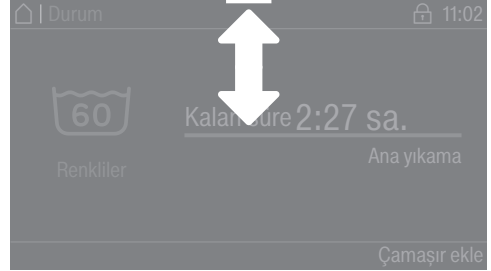 | Durum 11:02
60
Kalan süre 2:27 sa.
Renkliler
Ana yıkama
Çamaşır ekle